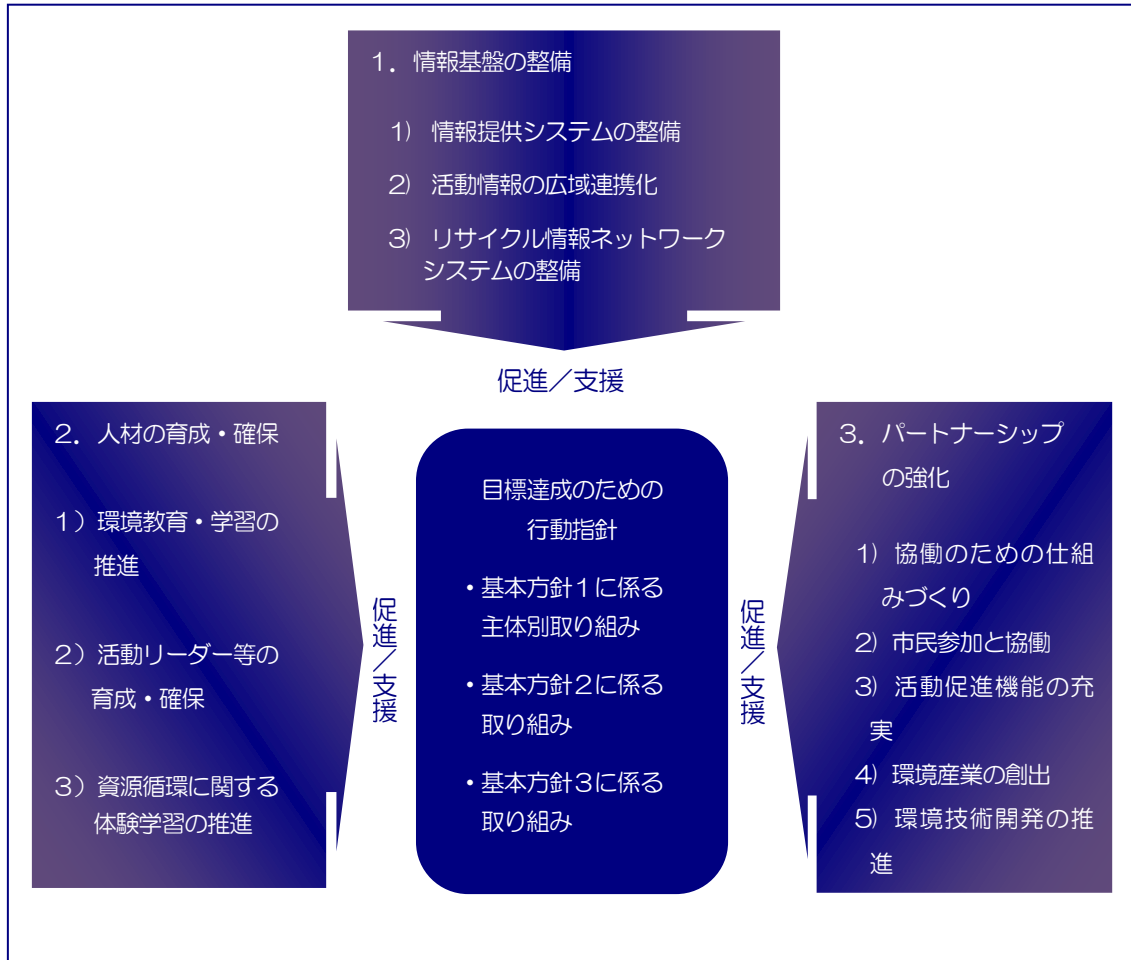 1．情報基盤の整備
1) 情報提供システムの整備
2) 活動情報の広域連携化
3) リサイクル情報ネットワーク
システムの整備
促進／支援
2．人材の育成・確保
1）環境教育・学習の
推進
2）活動リーダー等の
育成・確保
3）資源循環に関する
体験学習の推進
促進／支援
目標達成のための
行動指針
・基本方針1に係る
主体別取り組み
・基本方針2に係る
取り組み
・基本方針3に係る
取り組み
促進／支援
3．パートナーシップ
の強化
1) 協働のための仕組
みづくり
2) 市民参加と協働
3) 活動促進機能の充
実
4) 環境産業の創出
5) 環境技術開発の推
進